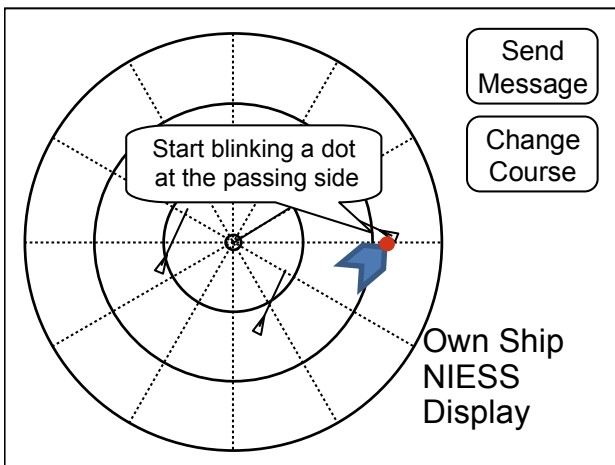 Send
Message
Start blinking a dot
at the passing side
Change
Course
Own Ship
NIESS
Display